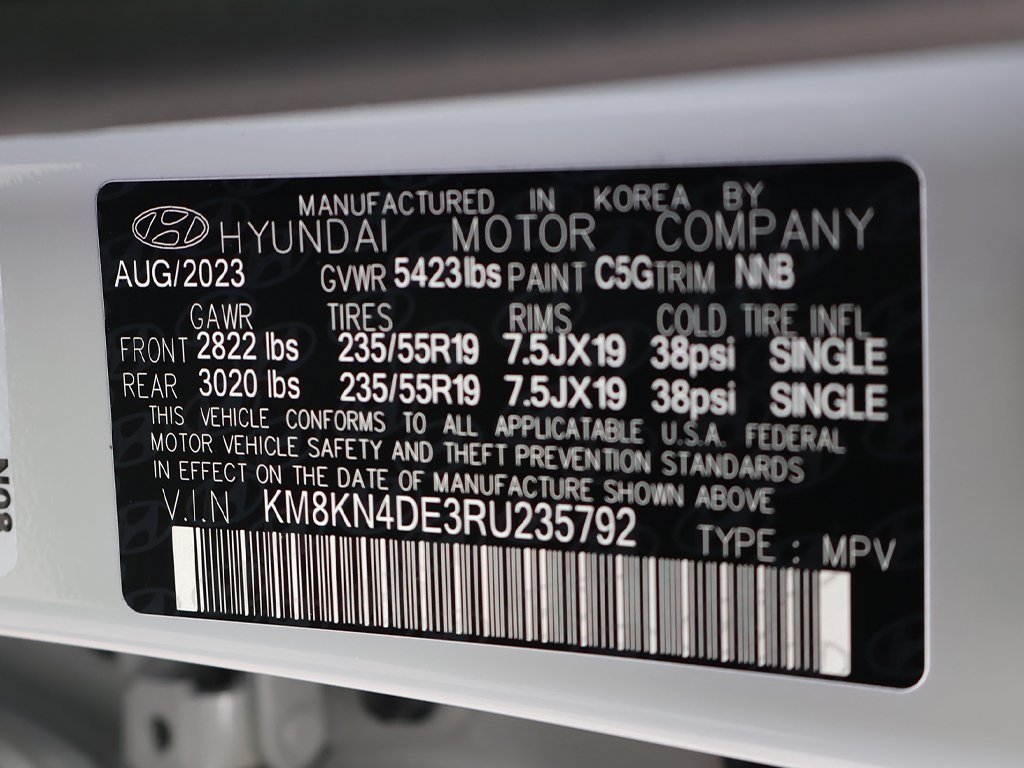 MANUFACTURED IN KOREA BY
HYUNDAI MOTOR COMPANY
AUG/2023 GVWR 5423lbs PAINT C5G TRIM NNB
GAWR TIRES RIMS COLD TIRE INFL
FRONT 2822 lbs 235/55R19 7.5JX19 38psi SINGLE
REAR 3020 lbs 235/55R19 7.5JX19 38psi SINGLE
THIS VEHICLE CONFORMS TO ALL APPLICATABLE U.S.A. FEDERAL
MOTOR VEHICLE SAFETY AND THEFT PREVENTION STANDARDS
IN EFFECT ON THE DATE OF MANUFACTURE SHOWN ABOVE
V.I.N KM8KN4DE3RU235792
TYPE : MPV